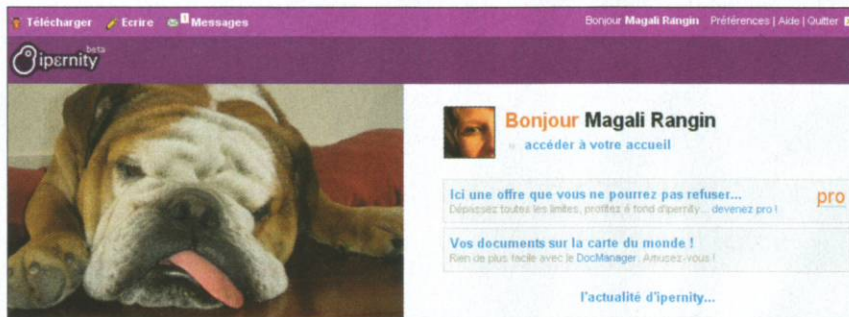 Télécharger Ecrire 1 Messages
Bonjour Magali Rangin Préférences | Aide | Quitter
ipernity beta
Bonjour Magali Rangin
accéder à votre accueil
Ici une offre que vous ne pourrez pas refuser...
pro
Dépassez toutes les limites, profitez à fond d'ipernity... devenez pro !
Vos documents sur la carte du monde !
Rien de plus facile avec le DocManager. Amusez-vous !
l'actualité d'ipernity...